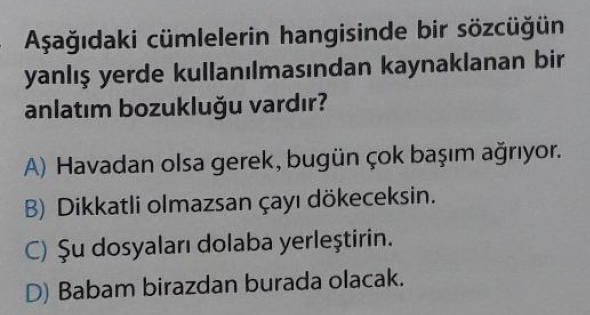 Aşağıdaki cümlelerin hangisinde bir sözcüğün
yanlış yerde kullanılmasından kaynaklanan bir
anlatım bozukluğu vardır?
A) Havadan olsa gerek, bugün çok başım ağrıyor.
B) Dikkatli olmazsan çayı dökeceksin.
C) Şu dosyaları dolaba yerleştirin.
D) Babam birazdan burada olacak.